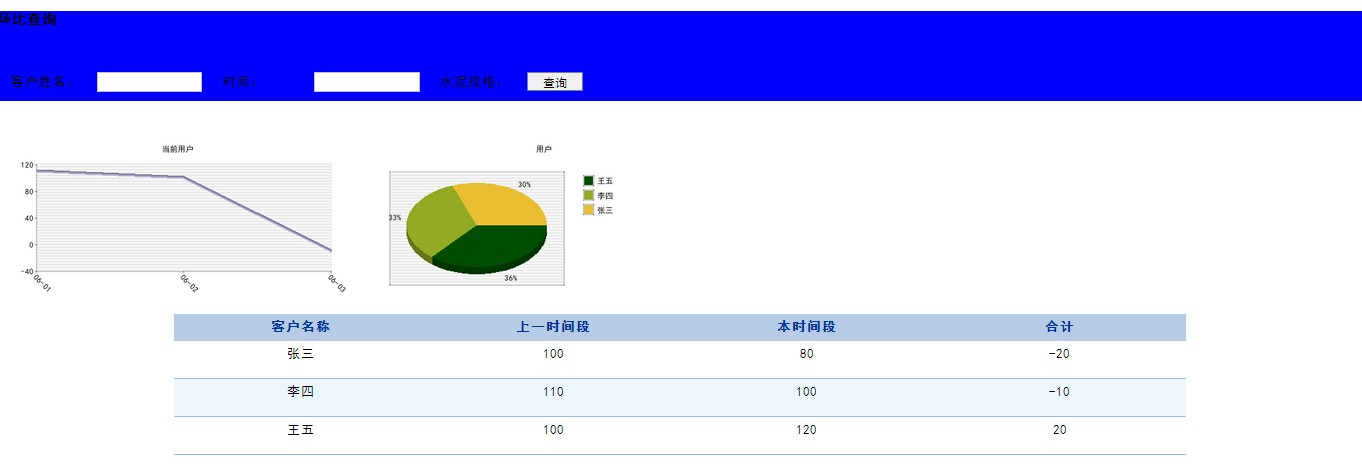 环比查询
客户姓名： 时间： 水泥规格： 查询
当前用户
120
80
40
0
-40
06-01 06-02 06-03
用户
30%
33%
36%
王五
李四
张三
客户名称 上一时间段 本时间段 合计
张三 100 80 -20
李四 110 100 -10
王五 100 120 20